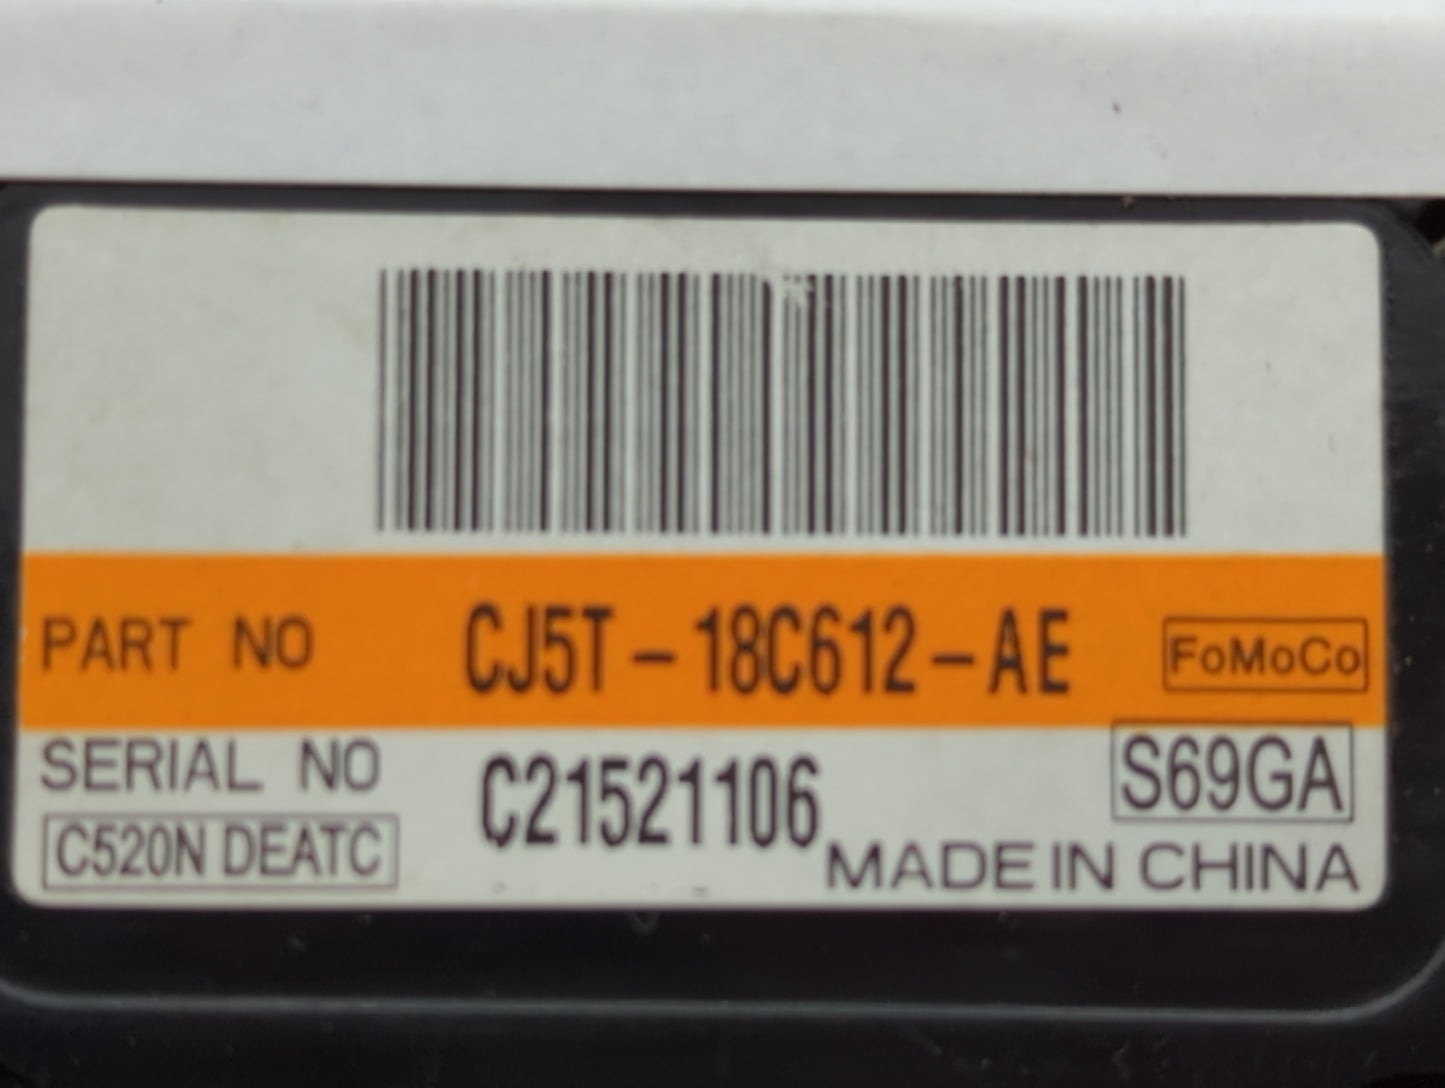 PART NO CJ5T-18C612-AE FoMoCo
SERIAL NO C21521106 S69GA
C520N DEATC MADE IN CHINA